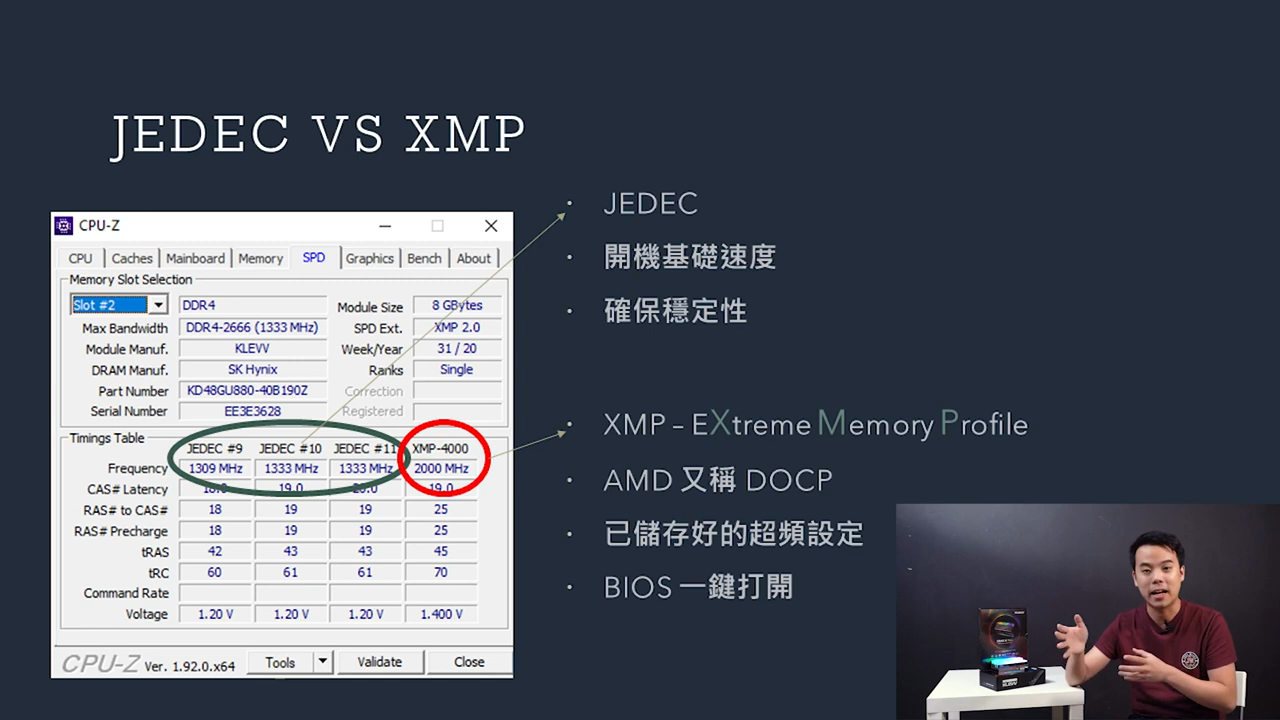 JEDEC VS XMP
CPU-Z
CPU Caches Mainboard Memory SPD Graphics Bench About
Memory Slot Selection
Slot #2 DDR4 Module Size 8 GBytes
Max Bandwidth DDR4-2666 (1333 MHz) SPD Ext. XMP 2.0
Module Manuf. KLEVV Week/Year 31 / 20
DRAM Manuf. SK Hynix Ranks Single
Part Number KD48GU880-40B190Z Correction
Serial Number EE3E3628 Registered
Timings Table
JEDEC #9 JEDEC #10 JEDEC #11 XMP-4000
Frequency 1309 MHz 1333 MHz 1333 MHz 2000 MHz
CAS# Latency 18.0 19.0 20.0 19.0
RAS# to CAS# 18 19 19 25
RAS# Precharge 18 19 19 25
tRAS 42 43 43 45
tRC 60 61 61 70
Command Rate
Voltage 1.20 V 1.20 V 1.20 V 1.400 V
CPU-Z Ver. 1.92.0.x64 Tools Validate Close
• JEDEC
• 開機基礎速度
• 確保穩定性
• XMP – EXtreme Memory Profile
• AMD 又稱 DOCP
• 已儲存好的超頻設定
• BIOS 一鍵打開